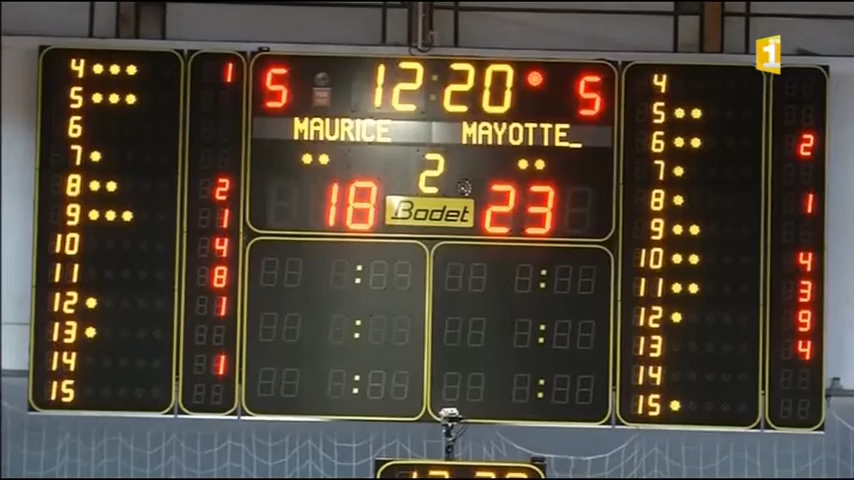 1
4 1 5 12:20 5 4
5 MAURICE MAYOTTE_ 5
6 6 2
7 2 7
8 2 18 Bodet 23 8 1
9 1 9
10 4 10 4
11 8 11 3
12 1 12 9
13 13 4
14 1 14
15 15